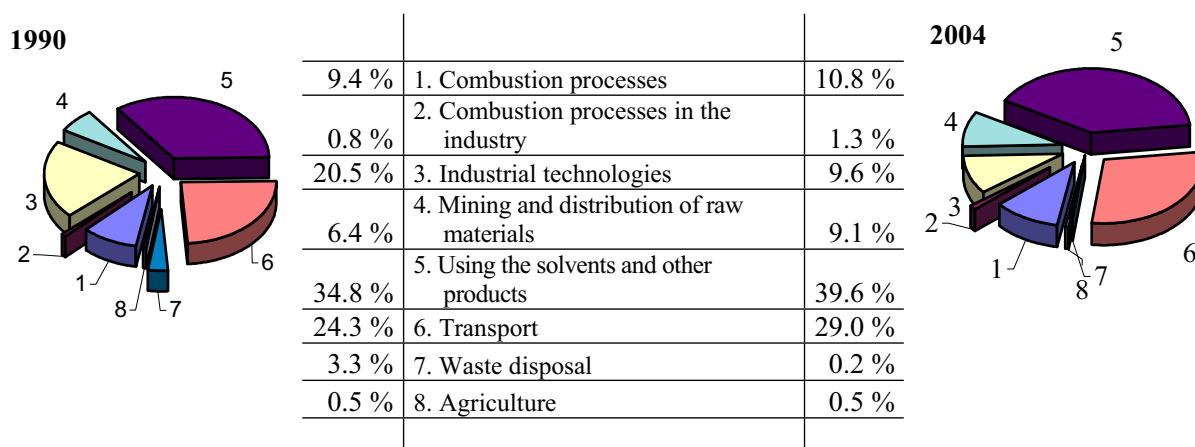 1990
5
4
3
2
1
8
7
6
9.4 % 1. Combustion processes 10.8 %
2. Combustion processes in the
0.8 % industry 1.3 %
20.5 % 3. Industrial technologies 9.6 %
4. Mining and distribution of raw
6.4 % materials 9.1 %
5. Using the solvents and other
34.8 % products 39.6 %
24.3 % 6. Transport 29.0 %
3.3 % 7. Waste disposal 0.2 %
0.5 % 8. Agriculture 0.5 %
2004
5
4
3
2
1
8
7
6